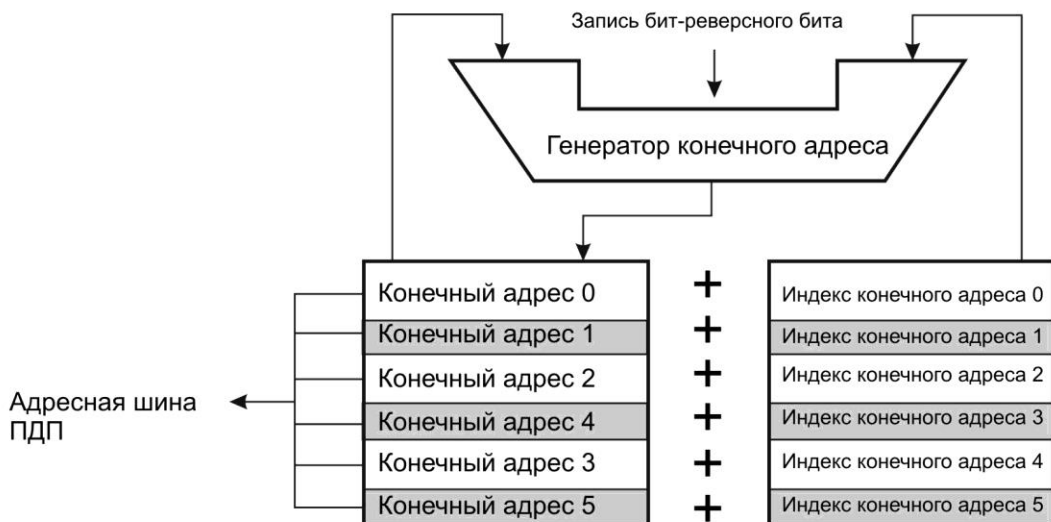 Запись бит-реверсного бита
Генератор конечного адреса
Конечный адрес 0
+
Индекс конечного адреса 0
Конечный адрес 1
+
Индекс конечного адреса 1
Конечный адрес 2
+
Индекс конечного адреса 2
Конечный адрес 4
+
Индекс конечного адреса 3
Конечный адрес 3
+
Индекс конечного адреса 4
Конечный адрес 5
+
Индекс конечного адреса 5
Адресная шина
ПДП